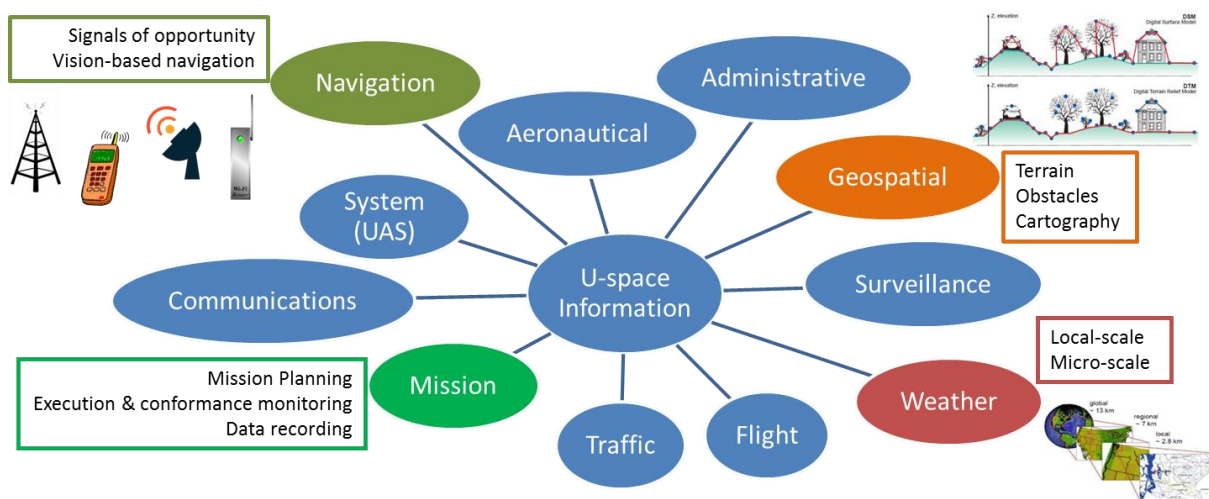 Signals of opportunity
Vision-based navigation
Navigation
Administrative
Aeronautical
Z, elevation
DSM
Digital Surface
Model
Z, elevation
DTM
Digital Terrain Relief Model
Geospatial
Terrain
Obstacles
Cartography
System
(UAS)
U-space
Information
Surveillance
Communications
Local-scale
Micro-scale
Mission Planning
Execution & conformance monitoring
Data recording
Mission
Weather
Traffic
Flight
global
~ 13 km
regional
~ 7 km
local
~ 2.8 km